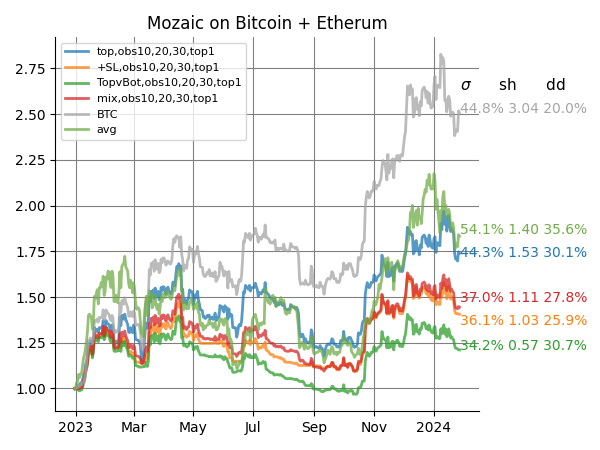 Mozaic on Bitcoin + Etherum
top,obs10,20,30,top1
+SL,obs10,20,30,top1
TopvBot,obs10,20,30,top1
mix,obs10,20,30,top1
BTC
avg
σ sh dd
44.8% 3.04 20.0%
54.1% 1.40 35.6%
44.3% 1.53 30.1%
37.0% 1.11 27.8%
36.1% 1.03 25.9%
34.2% 0.57 30.7%
2.75
2.50
2.25
2.00
1.75
1.50
1.25
1.00
2023 Mar May Jul Sep Nov 2024